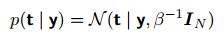 p(t | y) = 𝒩(t | y, β⁻¹I_N)